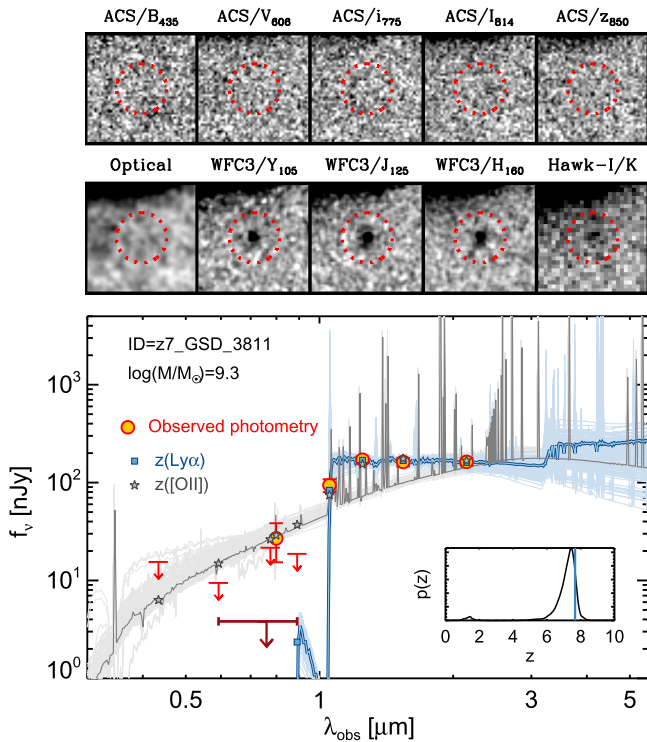 ACS/B₄₃₅ ACS/V₆₀₆ ACS/i₇₇₅ ACS/I₈₁₄ ACS/z₈₅₀
Optical WFC3/Y₁₀₅ WFC3/J₁₂₅ WFC3/H₁₆₀ Hawk-I/K
ID=z7_GSD_3811
log(M/M☉)=9.3
Observed photometry
z(Lyα)
z([OII])
10³
10²
10¹
10⁰
fᵥ [nJy]
p(z)
0 2 4 6 8 10
z
0.5 1 3 5
λobs [μm]